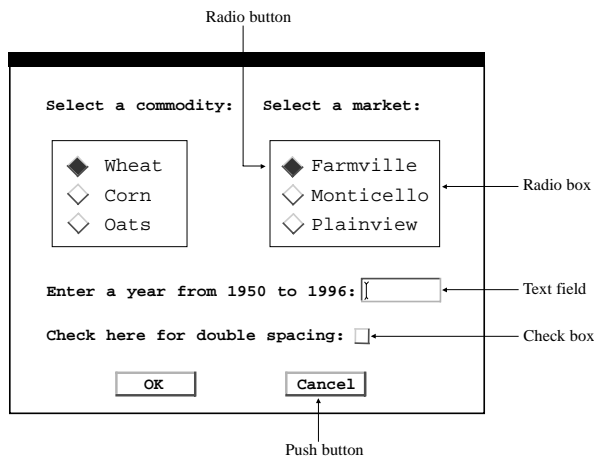 Radio button
Select a commodity: Select a market:
Wheat Farmville
Corn Monticello Radio box
Oats Plainview
Enter a year from 1950 to 1996: Text field
Check here for double spacing: Check box
OK Cancel
Push button